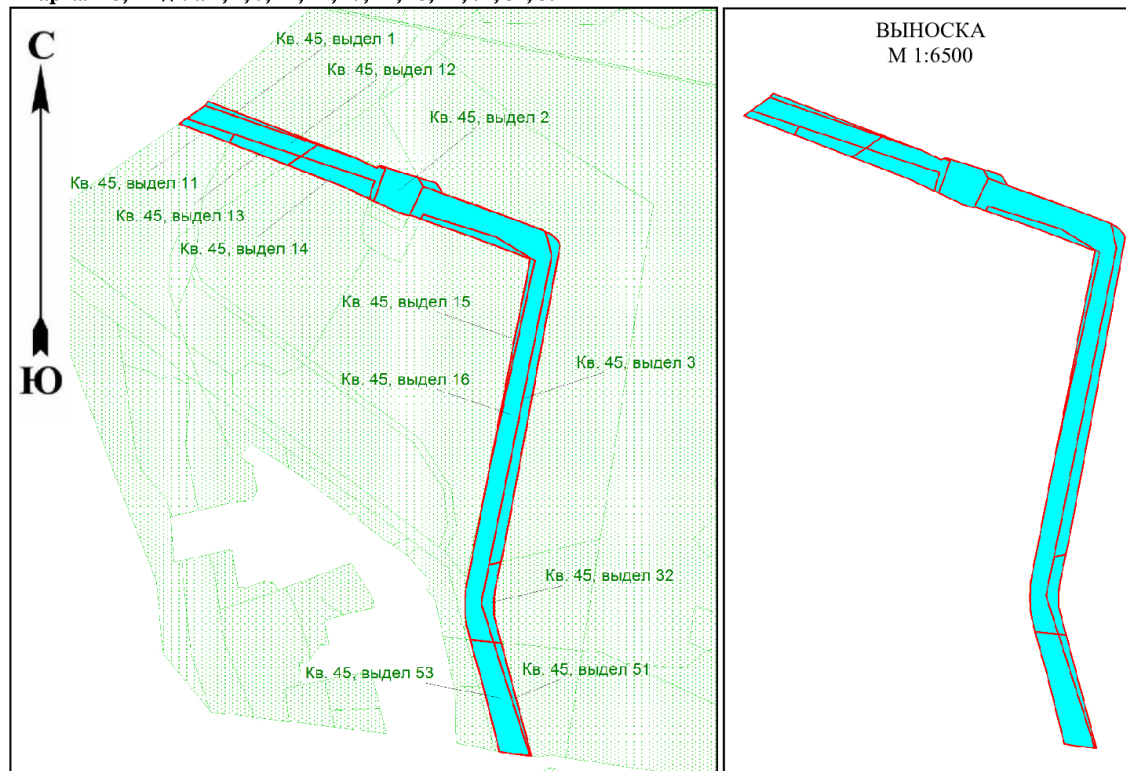 С
Кв. 45, выдел 1
Кв. 45, выдел 12
Кв. 45, выдел 2
Кв. 45, выдел 11
Кв. 45, выдел 13
Кв. 45, выдел 14
Кв. 45, выдел 15
Кв. 45, выдел 3
Кв. 45, выдел 16
Ю
Кв. 45, выдел 32
Кв. 45, выдел 53
Кв. 45, выдел 51
ВЫНОСКА
М 1:6500